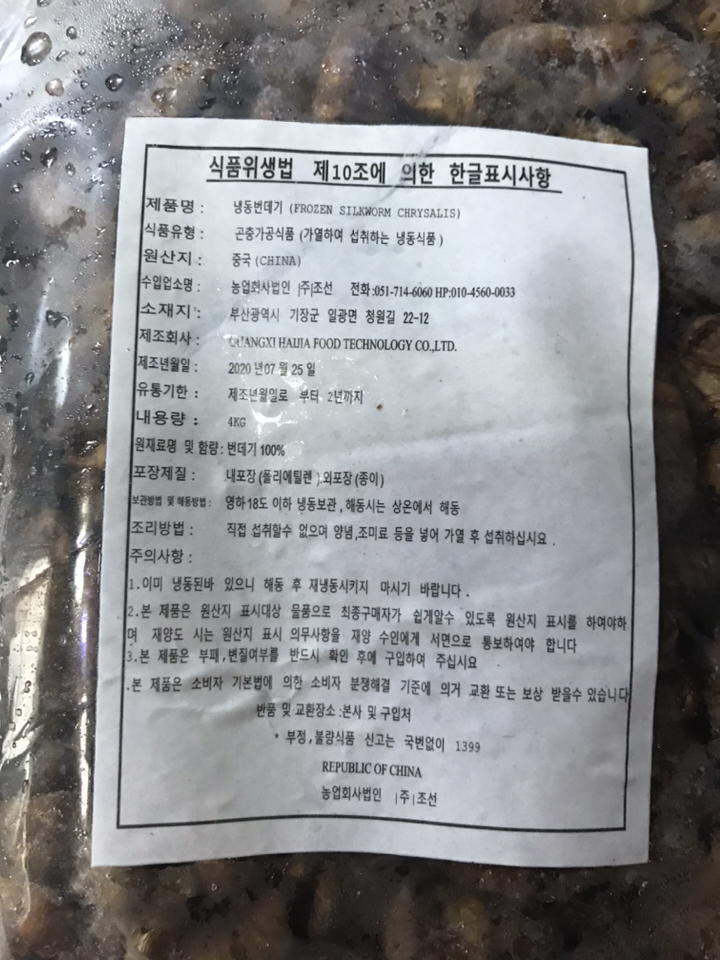 식품위생법 제10조에 의한 한글표시사항
제품명 : 냉동번데기 (FROZEN SILKWORM CHRYSALIS)
식품유형 : 곤충가공식품 (가열하여 섭취하는 냉동식품)
원산지 : 중국 (CHINA)
수입업소명 : 농업회사법인 |주|조선 전화:051-714-6060 HP:010-4560-0033
소재지 : 부산광역시 기장군 일광면 청원길 22-12
제조회사 : GUANGXI HAIJIA FOOD TECHNOLOGY CO.,LTD.
제조년월일 : 2020 년07 월 25 일
유통기한 : 제조년월일로 부터 2년까지
내용량 : 4KG
원재료명 및 함량: 번데기 100%
포장제질 : 내포장 (폴리에틸렌 ).외포장 (종이)
보관방법 및 해동방법 : 영하18도 이하 냉동보관 , 해동시는 상온에서 해동
조리방법 : 직접 섭취할수 없으며 양념,조미료 등을 넣어 가열 후 섭취하십시요 .
주의사항 :
1.이미 냉동된바 있으니 해동 후 재냉동시키지 마시기 바랍니다 .
2.본 제품은 원산지 표시대상 물품으로 최종구매자가 쉽게알수 있도록 원산지 표시를 하여야하
며 재양도 시는 원산지 표시 의무사항을 재양 수인에게 서면으로 통보하여야 합니다
3.본 제품은 부패,변질여부를 반드시 확인 후에 구입하여 주십시요
.본 제품은 소비자 기본법에 의한 소비자 분쟁해결 기준에 의거 교환 또는 보상 받을수 있습니다
반품 및 교환장소 :본사 및 구입처
* 부정,불량식품 신고는 국번없이 1399
REPUBLIC OF CHINA
농업회사법인 |주|조선